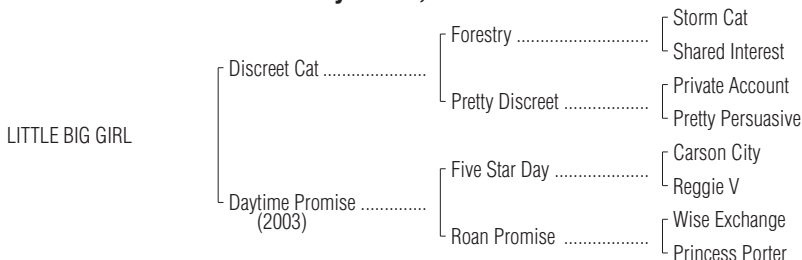 Storm Cat
Forestry ..............................
Shared Interest
Discreet Cat .......................
Private Account
Pretty Discreet ...................
Pretty Persuasive
LITTLE BIG GIRL
Carson City
Five Star Day .....................
Reggie V
Daytime Promise ..............
(2003)
Wise Exchange
Roan Promise ...................
Princess Porter